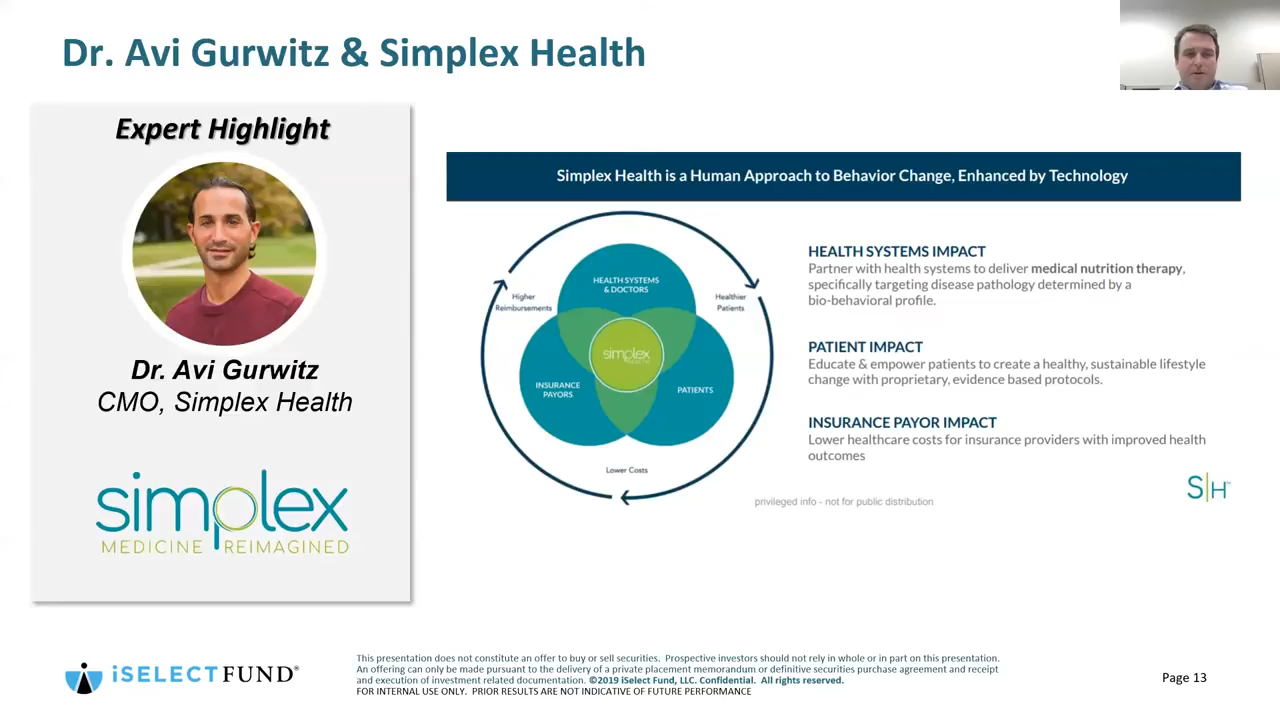 Dr. Avi Gurwitz & Simplex Health
Expert Highlight
Dr. Avi Gurwitz
CMO, Simplex Health
simplex
MEDICINE REIMAGINED
Simplex Health is a Human Approach to Behavior Change, Enhanced by Technology
HEALTH SYSTEMS
& DOCTORS
Higher
Reimbursements
Healthier
Patients
simplex
HEALTH
INSURANCE
PAYORS
PATIENTS
Lower Costs
HEALTH SYSTEMS IMPACT
Partner with health systems to deliver medical nutrition therapy,
specifically targeting disease pathology determined by a
bio-behavioral profile.
PATIENT IMPACT
Educate & empower patients to create a healthy, sustainable lifestyle
change with proprietary, evidence based protocols.
INSURANCE PAYOR IMPACT
Lower healthcare costs for insurance providers with improved health
outcomes
privileged info - not for public distribution
S|H™
iSELECTFUND®
This presentation does not constitute an offer to buy or sell securities. Prospective investors should not rely in whole or in part on this presentation.
An offering can only be made pursuant to the delivery of a private placement memorandum or definitive securities purchase agreement and receipt
and execution of investment related documentation. ©2019 iSelect Fund, LLC. Confidential. All rights reserved.
FOR INTERNAL USE ONLY. PRIOR RESULTS ARE NOT INDICATIVE OF FUTURE PERFORMANCE
Page 13